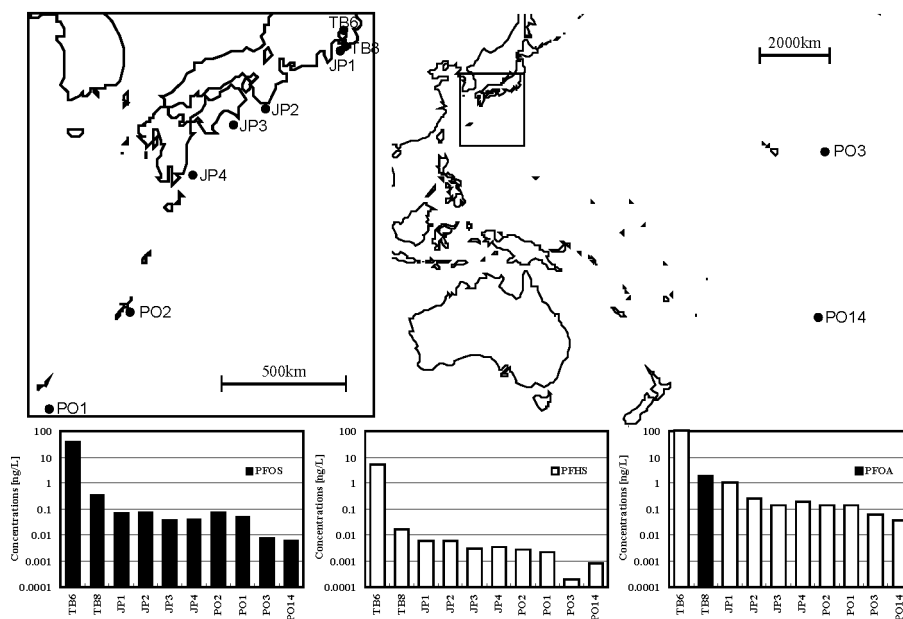 TB6
TB8
JP1
JP2
JP3
JP4
PO2
500km
PO1
2000km
PO3
PO14
Concentrations [ng/L]
100
10
1
0.1
0.01
0.001
0.0001
PFOS
TB6 TB8 JP1 JP2 JP3 JP4 PO2 PO1 PO3 PO14
Concentrations [ng/L]
100
10
1
0.1
0.01
0.001
0.0001
PFHS
TB6 TB8 JP1 JP2 JP3 JP4 PO2 PO1 PO3 PO14
Concentrations [ng/L]
100
10
1
0.1
0.01
0.001
0.0001
PFOA
TB6 TB8 JP1 JP2 JP3 JP4 PO2 PO1 PO3 PO14